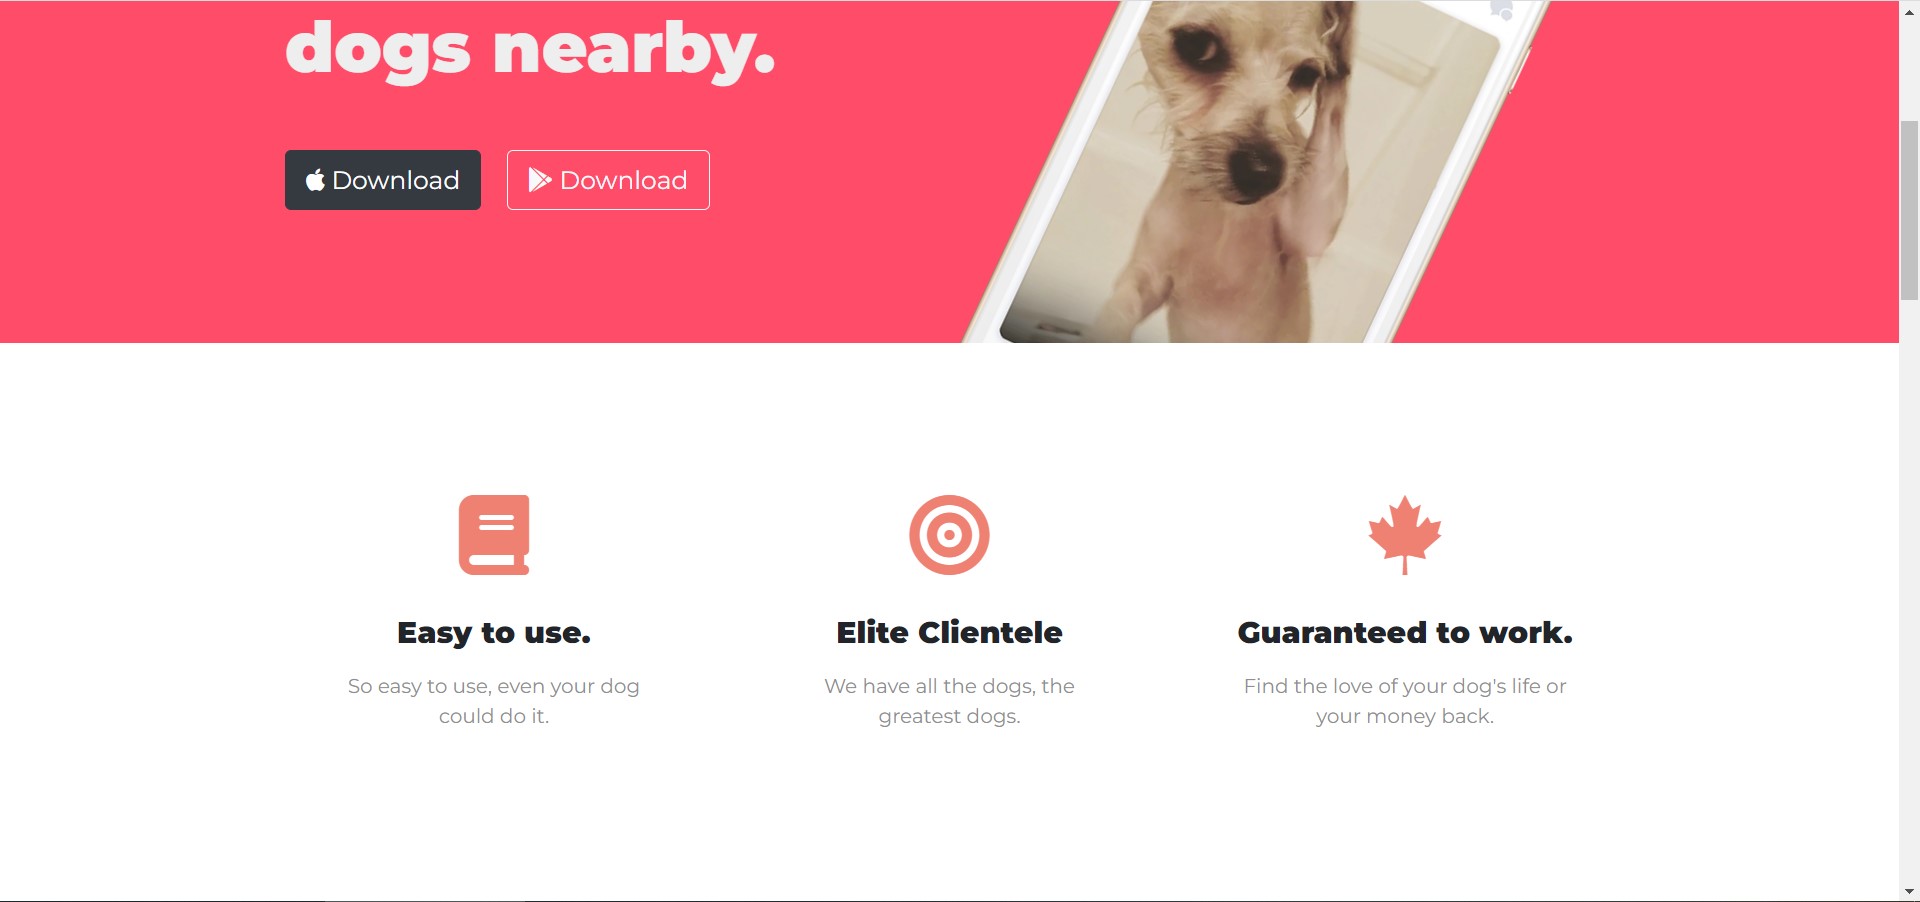 dogs nearby.
Download
Download
Easy to use.
So easy to use, even your dog
could do it.
Elite Clientele
We have all the dogs, the
greatest dogs.
Guaranteed to work.
Find the love of your dog's life or
your money back.